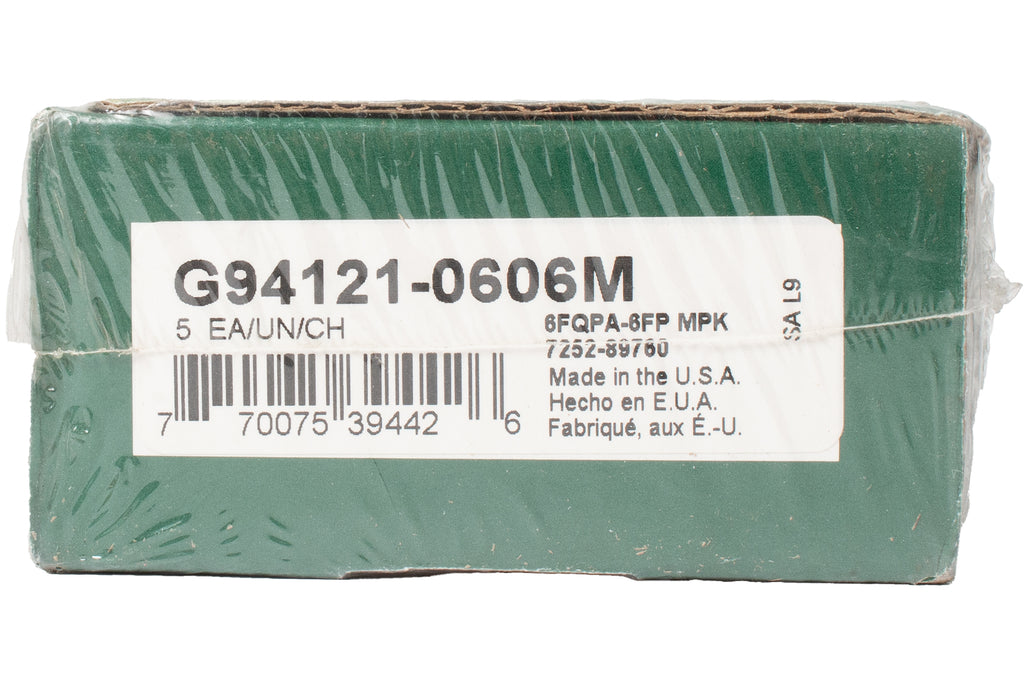 G94121-0606M
5 EA/UN/CH
6FQPA-6FP MPK
7252-89760
Made in the U.S.A.
Hecho en E.U.A.
Fabriqué, aux É.-U.
7 70075 39442 6
SA L9